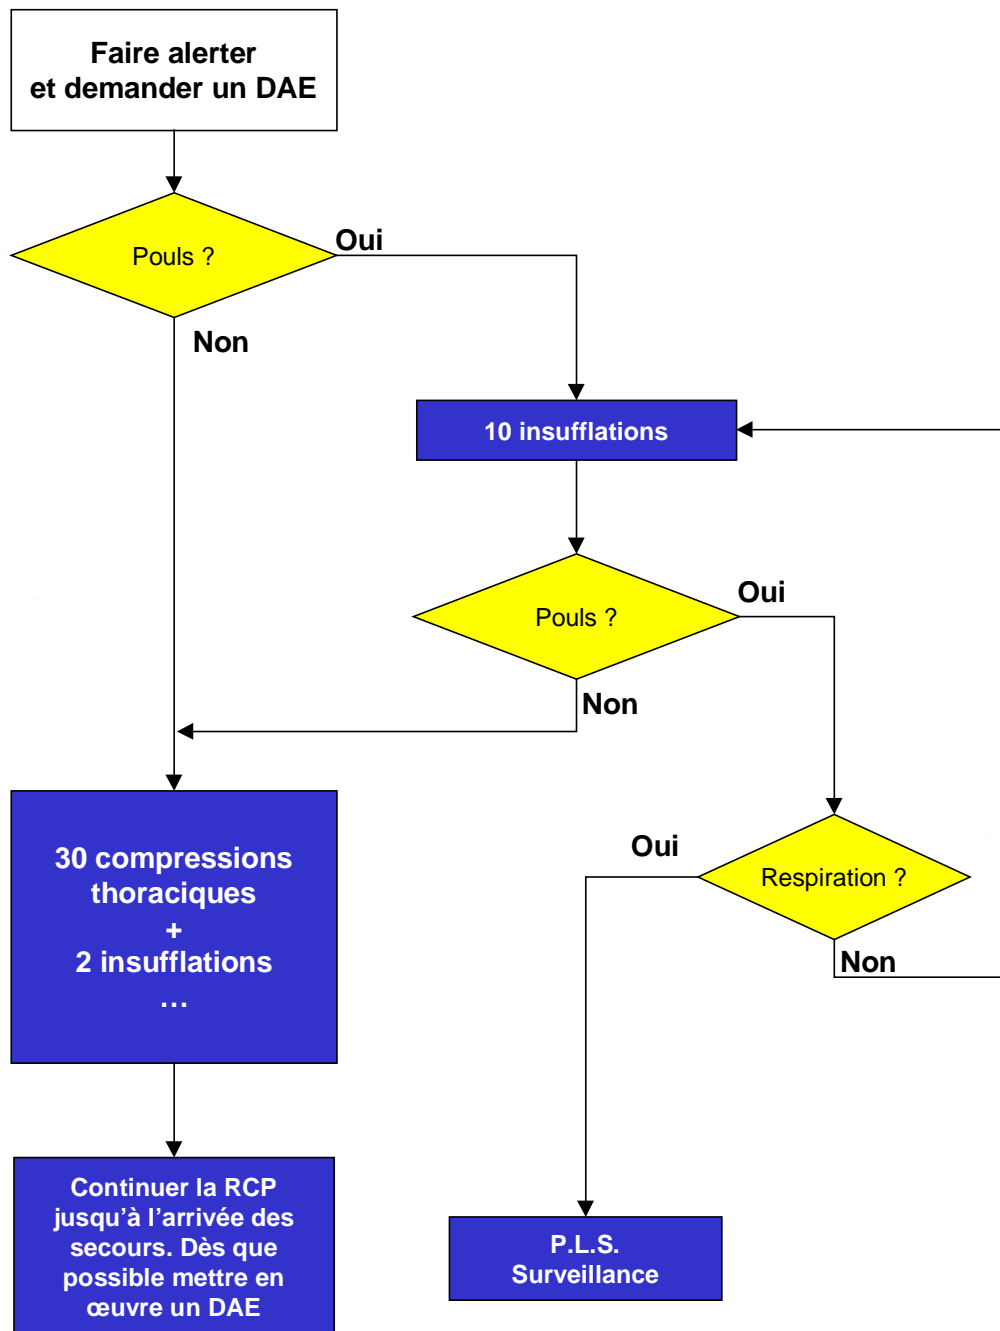 Faire alerter
et demander un DAE
Pouls ?
Oui
Non
10 insufflations
Pouls ?
Oui
Non
30 compressions
thoraciques
+
2 insufflations
…
Oui
Respiration ?
Non
Continuer la RCP
jusqu’à l’arrivée des
secours. Dès que
possible mettre en
œuvre un DAE
P.L.S.
Surveillance